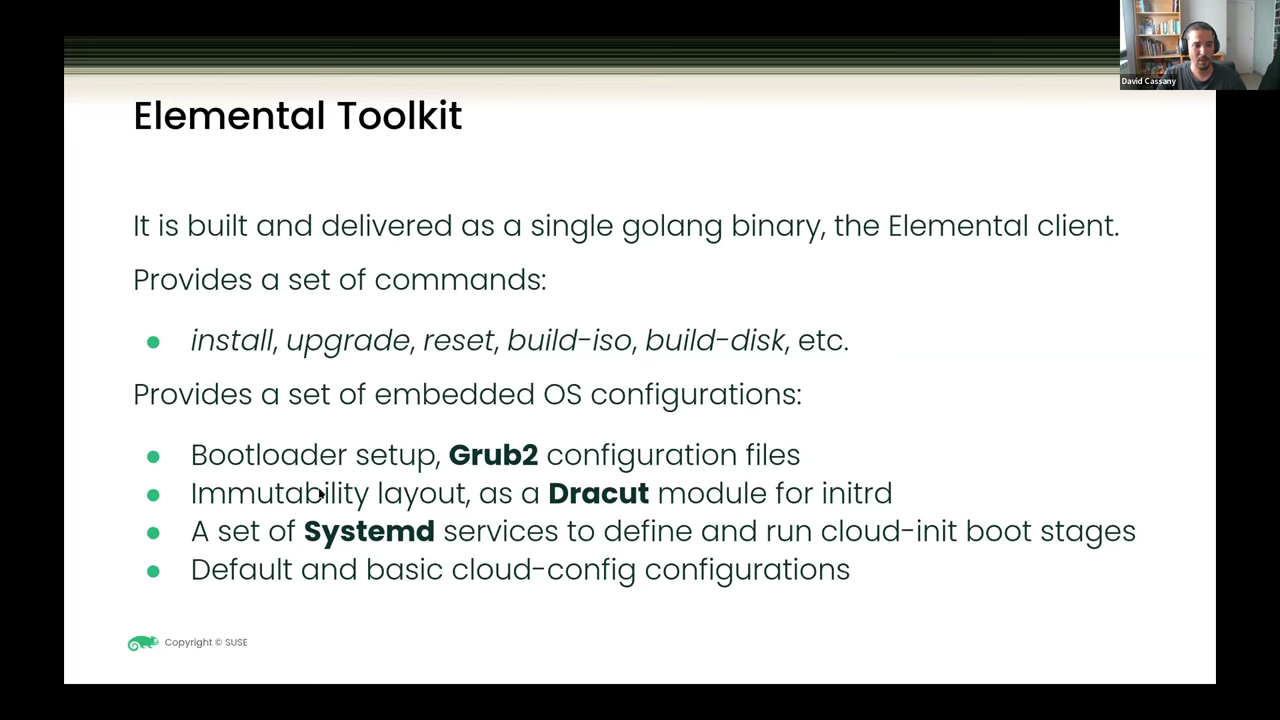 David Cassany
Elemental Toolkit
It is built and delivered as a single golang binary, the Elemental client.
Provides a set of commands:
● install, upgrade, reset, build-iso, build-disk, etc.
Provides a set of embedded OS configurations:
● Bootloader setup, Grub2 configuration files
● Immutability layout, as a Dracut module for initrd
● A set of Systemd services to define and run cloud-init boot stages
● Default and basic cloud-config configurations
Copyright © SUSE